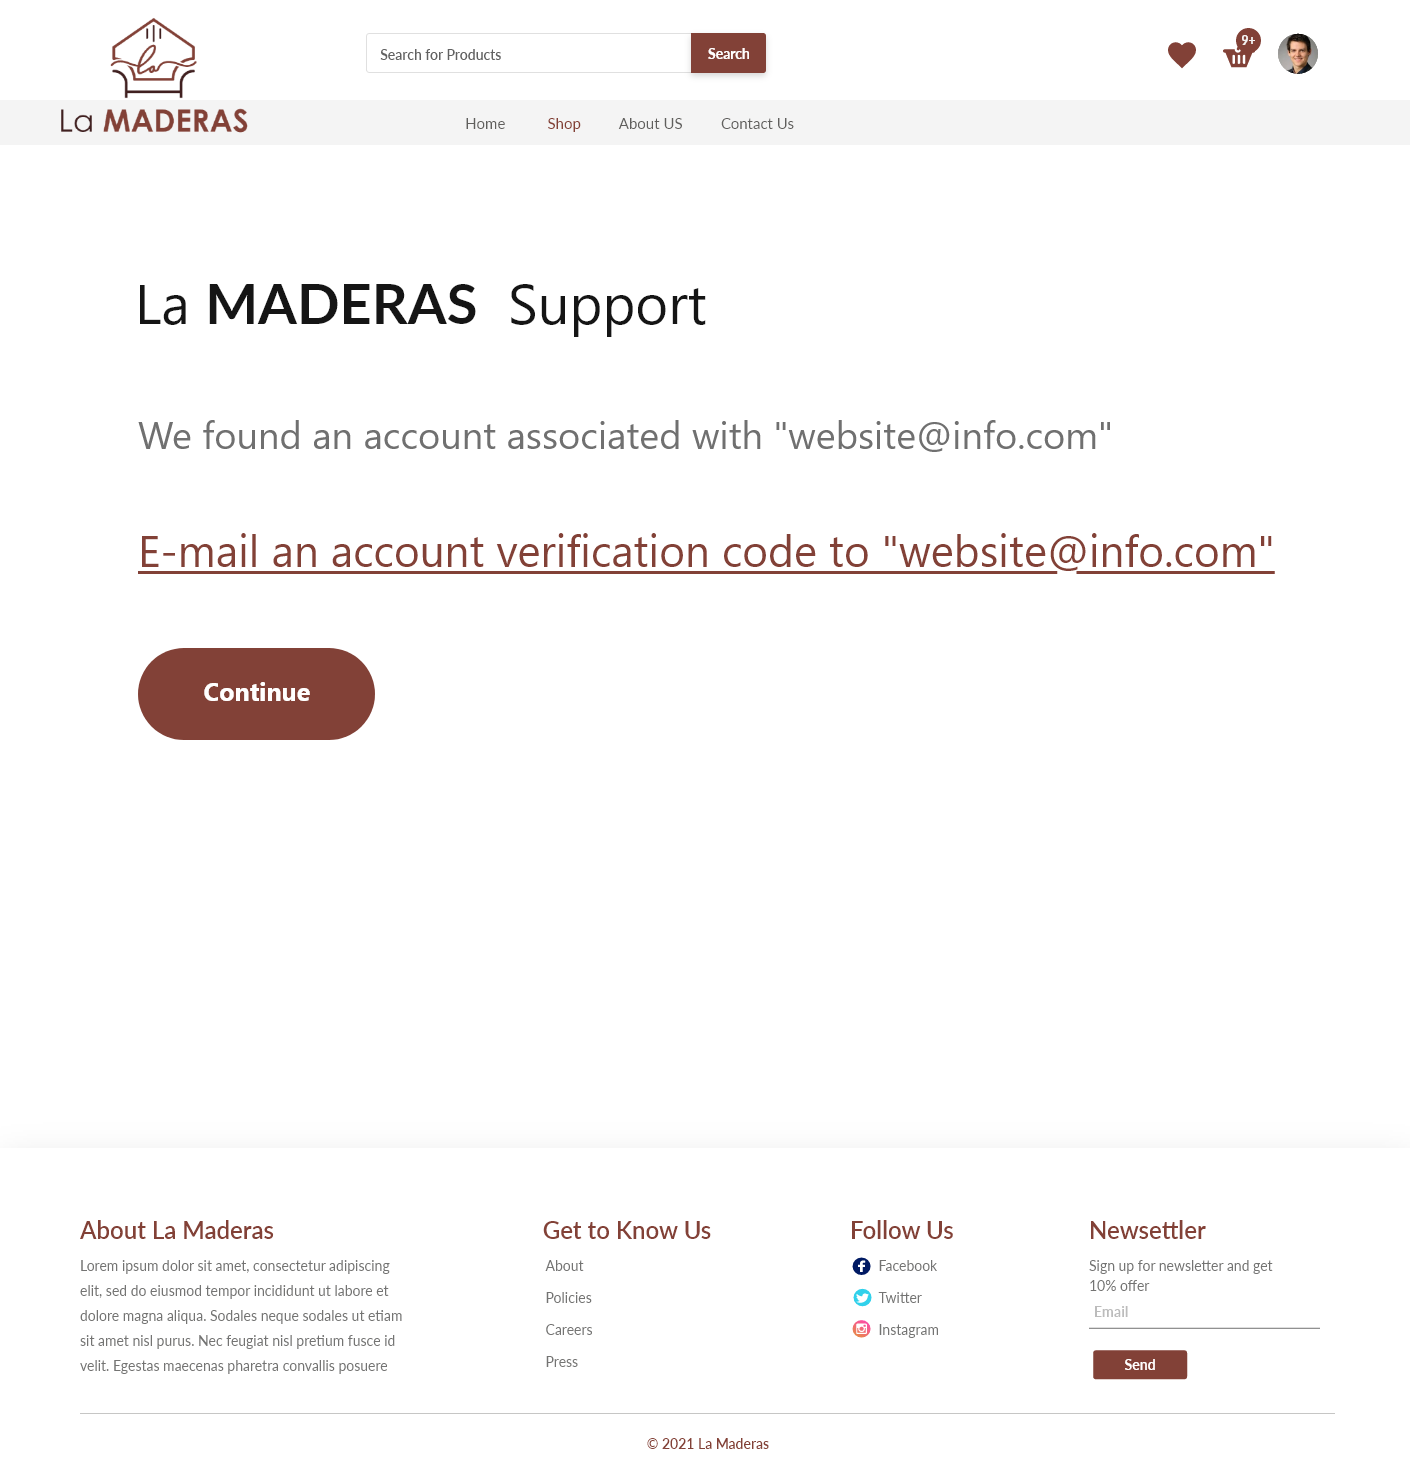 Search for Products
Search
9+
La MADERAS
Home Shop About US Contact Us
La MADERAS Support
We found an account associated with "website@info.com"
E-mail an account verification code to "website@info.com"
Continue
About La Maderas
Lorem ipsum dolor sit amet, consectetur adipiscing
elit, sed do eiusmod tempor incididunt ut labore et
dolore magna aliqua. Sodales neque sodales ut etiam
sit amet nisl purus. Nec feugiat nisl pretium fusce id
velit. Egestas maecenas pharetra convallis posuere
Get to Know Us
About
Policies
Careers
Press
Follow Us
Facebook
Twitter
Instagram
Newsettler
Sign up for newsletter and get
10% offer
Email
Send
© 2021 La Maderas